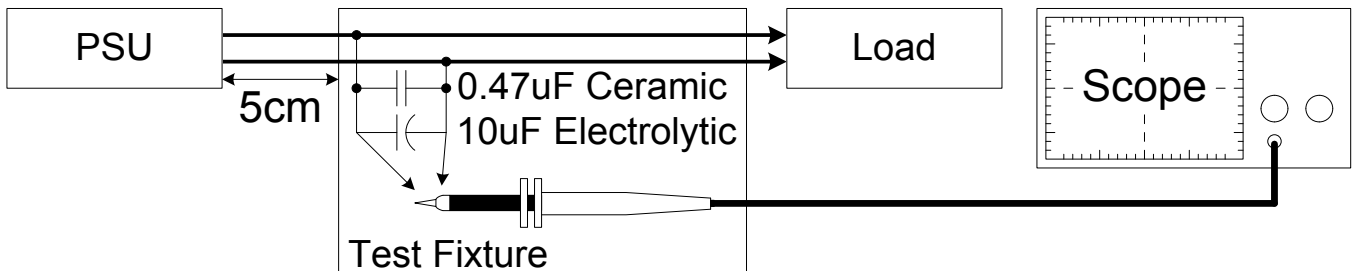 PSU
Load
Scope
5cm
0.47uF Ceramic
10uF Electrolytic
Test Fixture